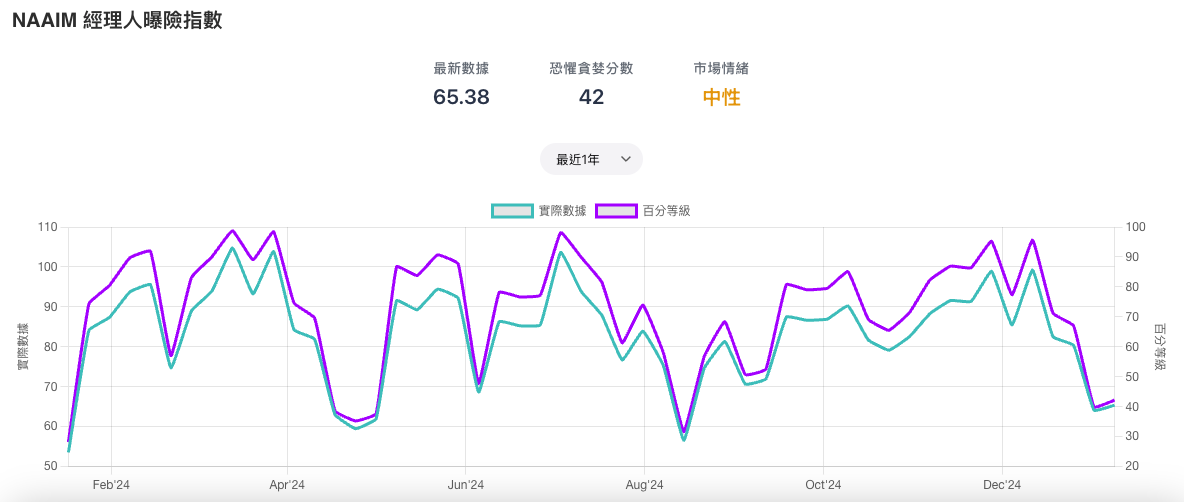 NAAIM 經理人曝險指數
最新數據 恐懼貪婪分數 市場情緒
65.38 42 中性
最近1年
實際數據 百分等級
110 100
100 90
90 80
80 70
70 60
60 50
50 40
30
20
實際數據
百分等級
Feb'24 Apr'24 Jun'24 Aug'24 Oct'24 Dec'24